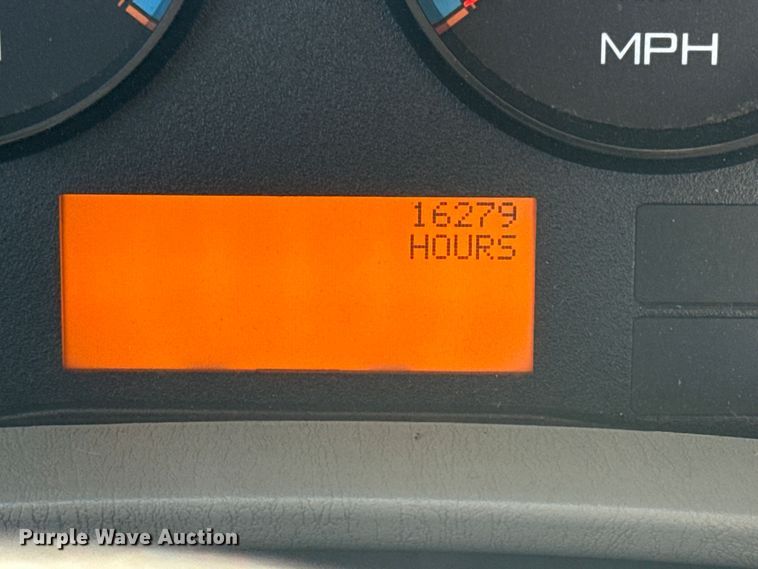 MPH
16279
HOURS
Purple Wave Auction